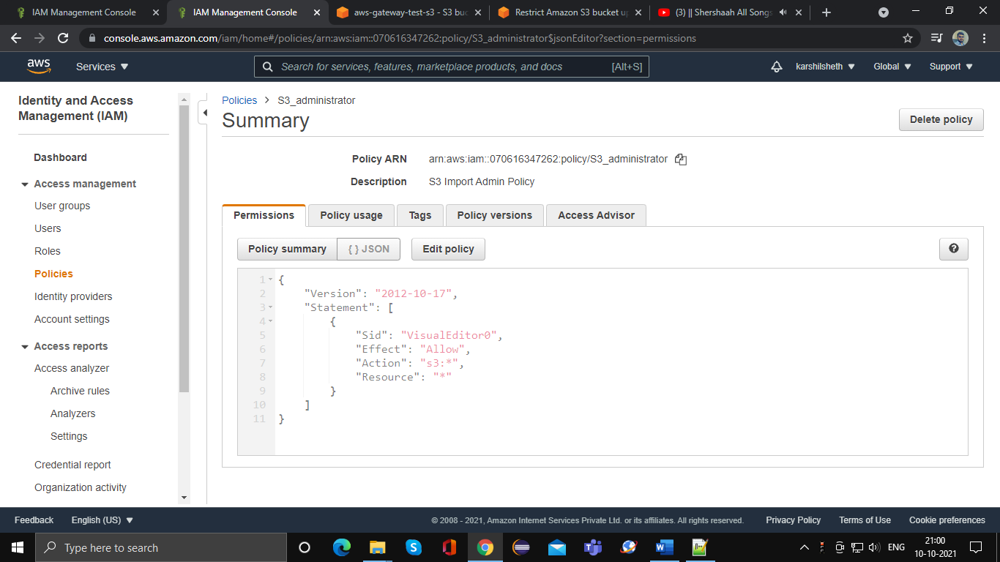 IAM Management Console
IAM Management Console
aws-gateway-test-s3 - S3 buc
Restrict Amazon S3 bucket up
(3) || Shershaah All Songs
console.aws.amazon.com/iam/home#/policies/arn:aws:iam::070616347262:policy/S3_administrator$jsonEditor?section=permissions
aws
Services
Search for services, features, marketplace products, and docs [Alt+S]
karshilsheth
Global
Support
Identity and Access
Management (IAM)
Dashboard
Access management
User groups
Users
Roles
Policies
Identity providers
Account settings
Access reports
Access analyzer
Archive rules
Analyzers
Settings
Credential report
Organization activity
Policies > S3_administrator
Summary
Delete policy
Policy ARN arn:aws:iam::070616347262:policy/S3_administrator
Description S3 Import Admin Policy
Permissions
Policy usage
Tags
Policy versions
Access Advisor
Policy summary
{ } JSON
Edit policy
?
1 {
2 "Version": "2012-10-17",
3 "Statement": [
4 {
5 "Sid": "VisualEditor0",
6 "Effect": "Allow",
7 "Action": "s3:*",
8 "Resource": "*"
9 }
10 ]
11 }
Feedback
English (US)
© 2008 - 2021, Amazon Internet Services Private Ltd. or its affiliates. All rights reserved.
Privacy Policy
Terms of Use
Cookie preferences
Type here to search
ENG
21:00
10-10-2021